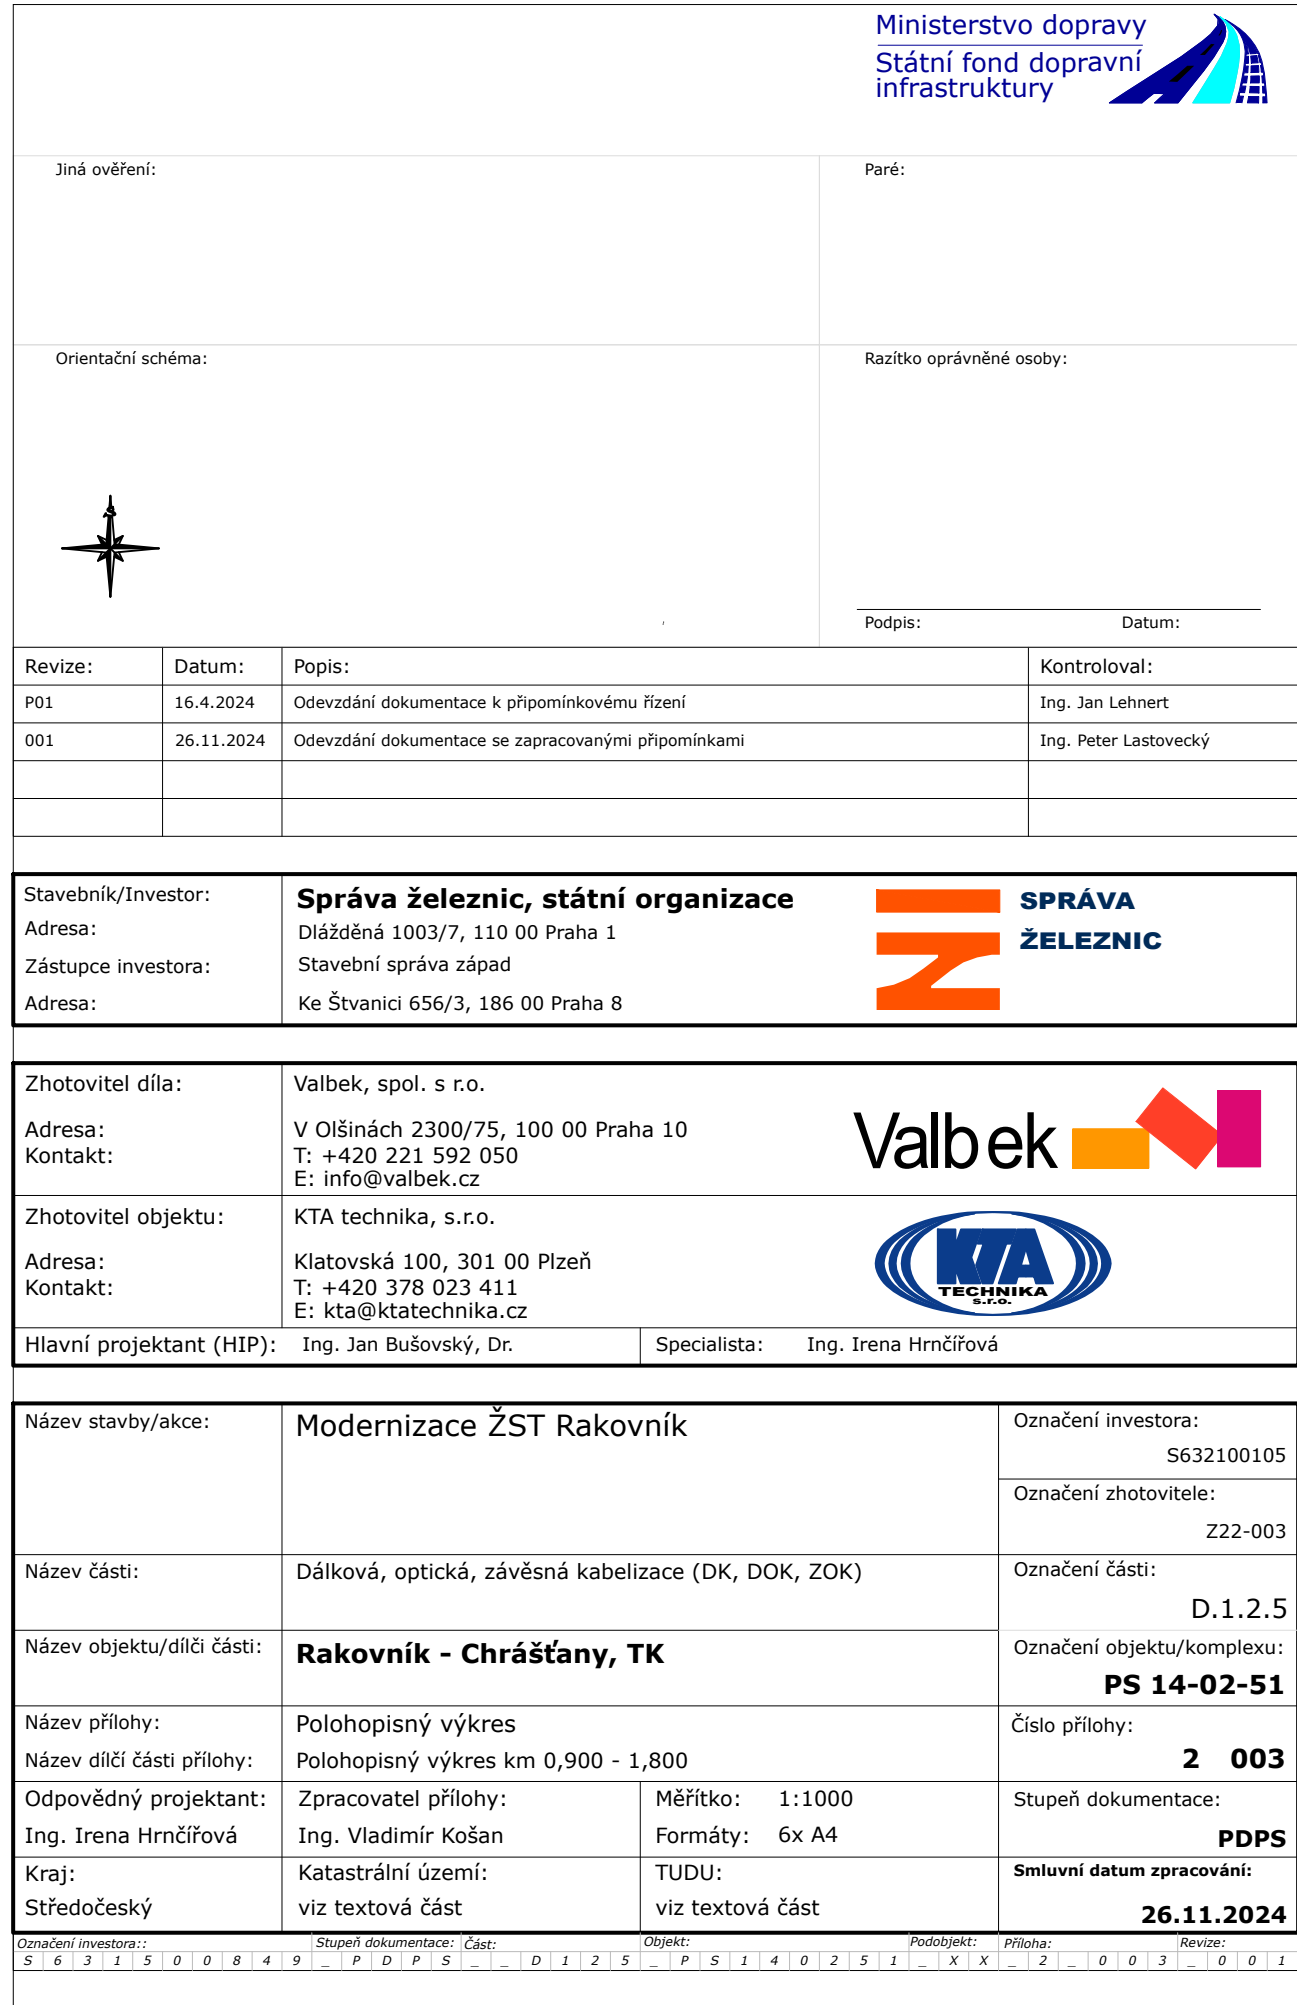 Ministerstvo dopravy
Státní fond dopravní
infrastruktury
Jiná ověření:
Paré:
Orientační schéma:
Razítko oprávněné osoby:
S
Podpis: Datum:
Revize: Datum: Popis: Kontroloval:
P01 16.4.2024 Odevzdání dokumentace k připomínkovému řízení Ing. Jan Lehnert
001 26.11.2024 Odevzdání dokumentace se zapracovanými připomínkami Ing. Peter Lastovecký
Stavebník/Investor: Správa železnic, státní organizace
Adresa: Dlážděná 1003/7, 110 00 Praha 1
Zástupce investora: Stavební správa západ
Adresa: Ke Štvanici 656/3, 186 00 Praha 8
SPRÁVA
ŽELEZNIC
Zhotovitel díla: Valbek, spol. s r.o.
Adresa: V Olšinách 2300/75, 100 00 Praha 10
Kontakt: T: +420 221 592 050
E: info@valbek.cz
Valbek
Zhotovitel objektu: KTA technika, s.r.o.
Adresa: Klatovská 100, 301 00 Plzeň
Kontakt: T: +420 378 023 411
E: kta@ktatechnika.cz
KTA
TECHNIKA
s.r.o.
Hlavní projektant (HIP): Ing. Jan Bušovský, Dr. Specialista: Ing. Irena Hrnčířová
Název stavby/akce: Modernizace ŽST Rakovník
Označení investora:
S632100105
Označení zhotovitele:
Z22-003
Název části: Dálková, optická, závěsná kabelizace (DK, DOK, ZOK)
Označení části:
D.1.2.5
Název objektu/dílči části: Rakovník - Chrášťany, TK
Označení objektu/komplexu:
PS 14-02-51
Název přílohy: Polohopisný výkres
Číslo přílohy:
Název dílčí části přílohy: Polohopisný výkres km 0,900 - 1,800
2 003
Odpovědný projektant: Zpracovatel přílohy: Měřítko: 1:1000 Stupeň dokumentace:
Ing. Irena Hrnčířová Ing. Vladimír Košan Formáty: 6x A4 PDPS
Kraj: Katastrální území: TUDU: Smluvní datum zpracování:
Středočeský viz textová část viz textová část 26.11.2024
Označení investora:: Stupeň dokumentace: Část: Objekt: Podobjekt: Příloha: Revize:
S 6 3 1 5 0 0 8 4 9 _ P D P S _ _ D 1 2 5 _ P S 1 4 0 2 5 1 _ X X _ 2 _ 0 0 3 _ 0 0 1